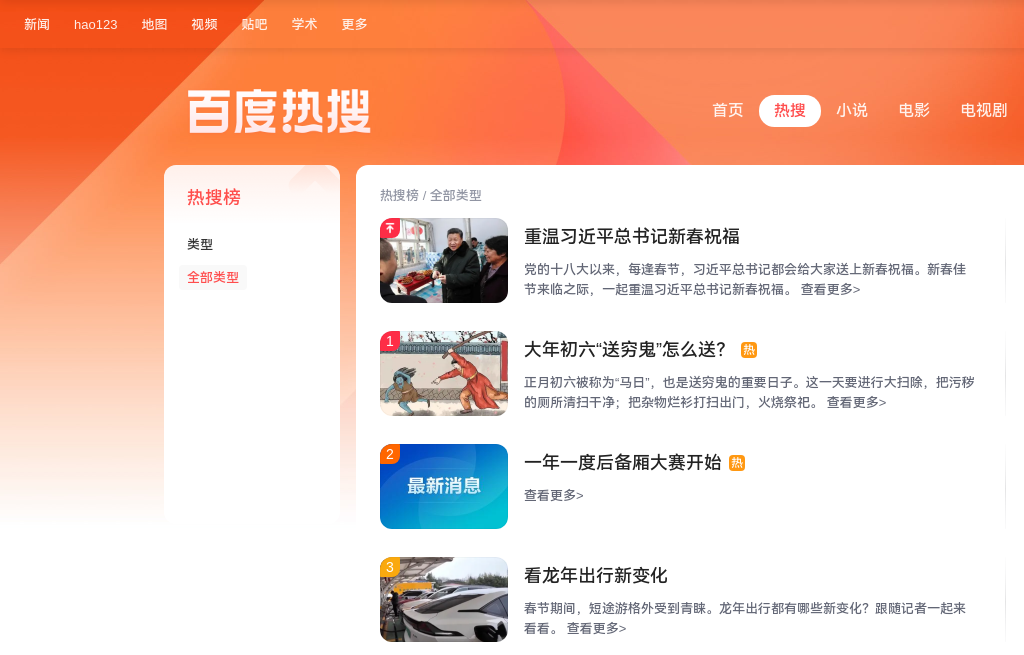 新闻 hao123 地图 视频 贴吧 学术 更多
百度热搜
首页 热搜 小说 电影 电视剧
热搜榜
类型
全部类型
热搜榜 / 全部类型
重温习近平总书记新春祝福
党的十八大以来，每逢春节，习近平总书记都会给大家送上新春祝福。新春佳
节来临之际，一起重温习近平总书记新春祝福。 查看更多>
1
大年初六“送穷鬼”怎么送？ 热
正月初六被称为“马日”，也是送穷鬼的重要日子。这一天要进行大扫除，把污秽
的厕所清扫干净；把杂物烂衫打扫出门，火烧祭祀。 查看更多>
2
最新消息
一年一度后备厢大赛开始 热
查看更多>
3
看龙年出行新变化
春节期间，短途游格外受到青睐。龙年出行都有哪些新变化？跟随记者一起来
看看。 查看更多>